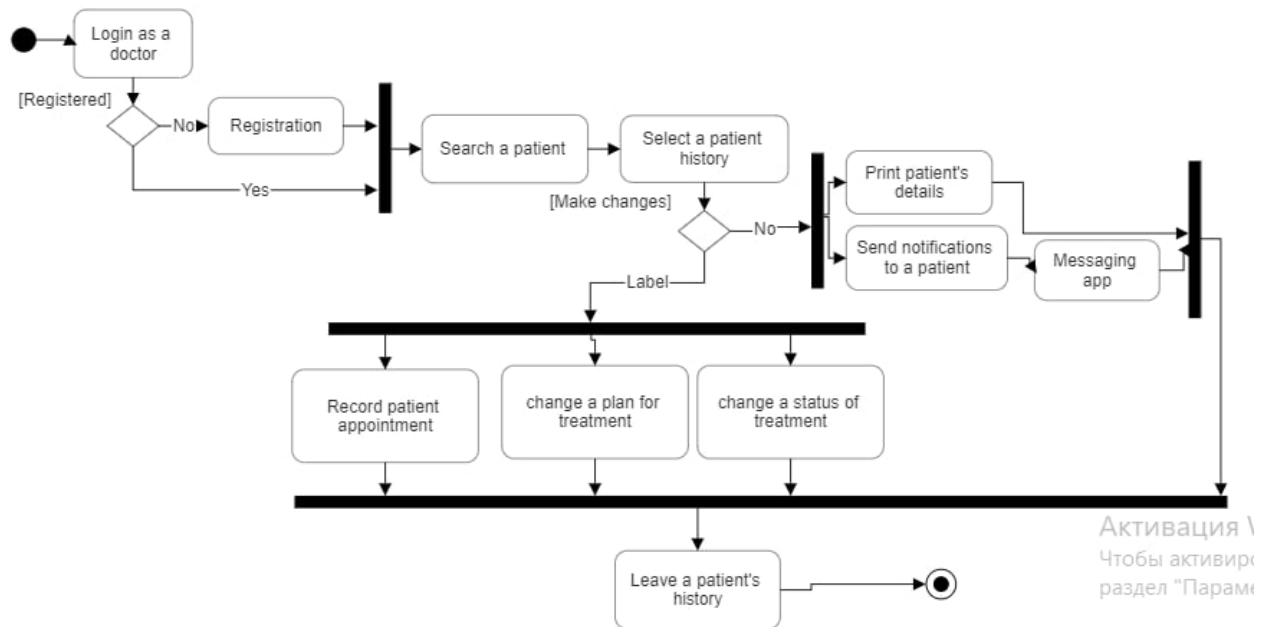 Login as a
doctor
[Registered]
No
Registration
Yes
Search a patient
Select a patient
history
[Make changes]
No
Print patient's
details
Send notifications
to a patient
Messaging
app
Label
Record patient
appointment
change a plan for
treatment
change a status of
treatment
Leave a patient's
history
Активация
Чтобы
раздел